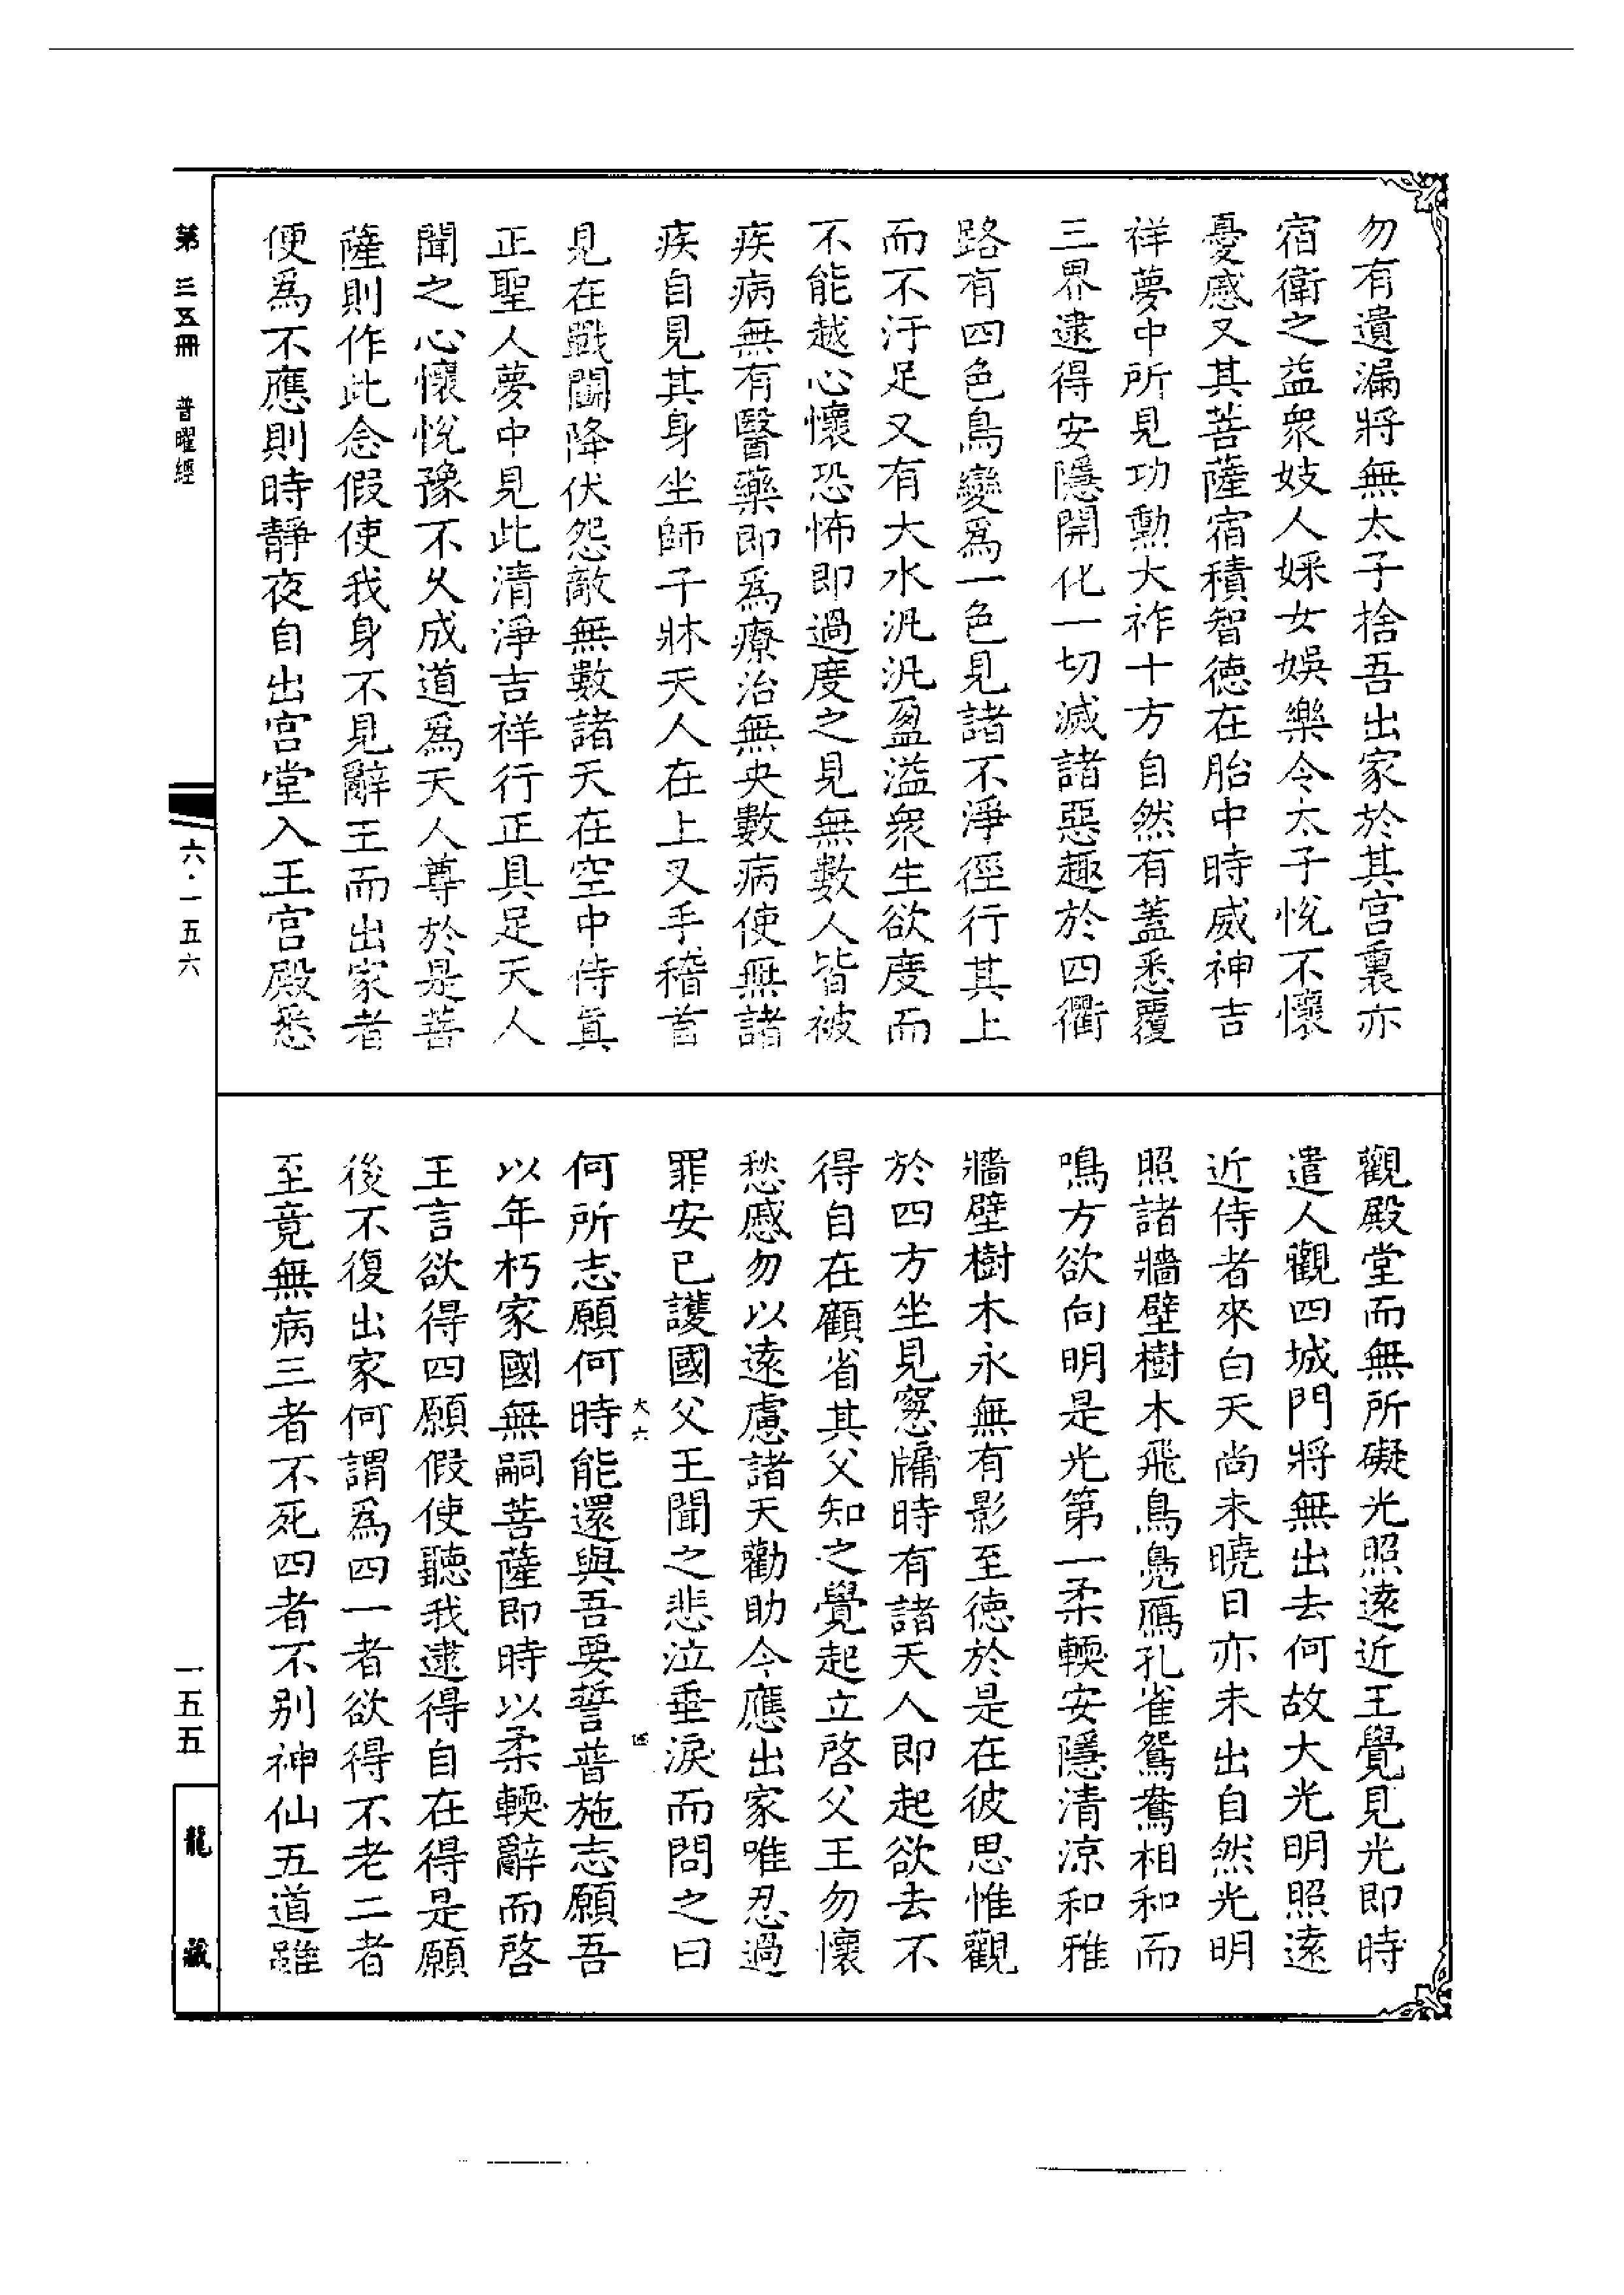 勿有遺漏將無太子捨吾出家於其宫裏亦
宿衛之益衆妓人婇女娛樂令太子悅不懷
憂慼又其菩薩宿積智德在胎中時威神吉
祥夢中所見功勲大祚十方自然有蓋悉覆
三界逮得安隱開化一切滅諸惡趣於四衢
路有四色鳥變爲一色見諸不淨徑行其上
而不汙足又有大水汎汎盈溢衆生欲度而
不能越心懷恐怖即過度之見無數人皆被
疾病無有醫藥即爲療治無央數病使無諸
疾自見其身坐師子牀天人在上叉手稽首
見在戰鬭降伏怨敵無數諸天在空中侍眞
正聖人夢中見此清淨吉祥行正具足天人
聞之心懷悅豫不久成道爲天人尊於是菩
薩則作此念假使我身不見辭王而出家者
便爲不應則時靜夜自出宫堂入王宫殿悉
觀殿堂而無所礙光照遠近王覺見光即時
遣人觀四城門將無出去何故大光明照遠
近侍者來白天尚未曉日亦未出自然光明
照諸牆壁樹木飛鳥鳧鴈孔雀鴛鴦相和而
鳴方欲向明是光第一柔輭安隱清涼和雅
牆壁樹木永無有影至德於是在彼思惟觀
於四方坐見窻牖時有諸天人即起欲去不
得自在顧省其父知之覺起立啓父王勿懷
愁慼勿以遠慮諸天勸助今應出家唯忍過
罪安已護國父王聞之悲泣垂淚而問之曰
何所志願何時能還與吾要誓普施志願吾
大六
四
以年朽家國無嗣菩薩即時以柔輭辭而啓
王言欲得四願假使聽我逮得自在得是願
後不復出家何謂爲四一者欲得不老二者
至竟無病三者不死四者不别神仙五道雖
第三五冊 普曜經
六·一五六
一五五
龍藏